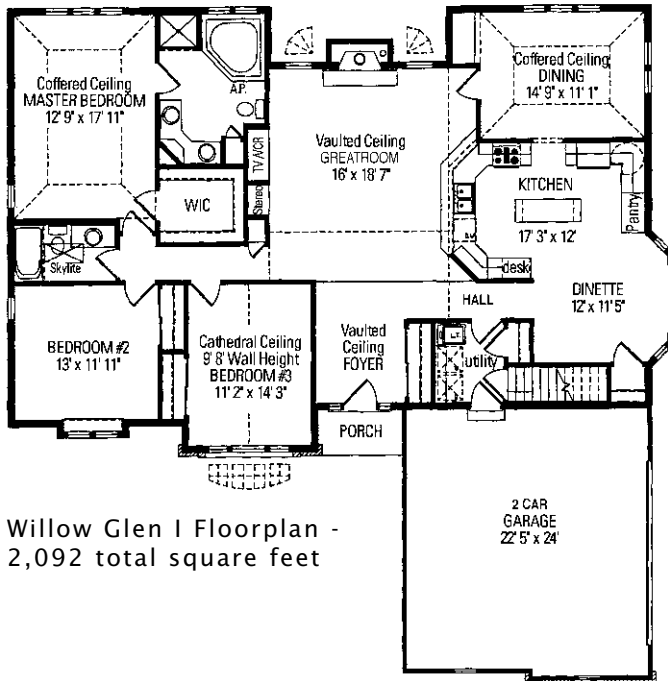 Coffered Ceiling
MASTER BEDROOM
12' 9" x 17' 11"
A.P.
TV/VCR
Stereo
WIC
Vaulted Ceiling
GREATROOM
16' x 18' 7"
Coffered Ceiling
DINING
14' 9" x 11' 1"
KITCHEN
17' 3" x 12'
Pantry
desk
Skylite
HALL
DINETTE
12' x 11' 5"
BEDROOM #2
13' x 11' 11"
Cathedral Ceiling
9' 8' Wall Height
BEDROOM #3
11' 2" x 14' 3"
Vaulted
Ceiling
FOYER
utility
PORCH
2 CAR
GARAGE
22' 5" x 24'
Willow Glen I Floorplan -
2,092 total square feet